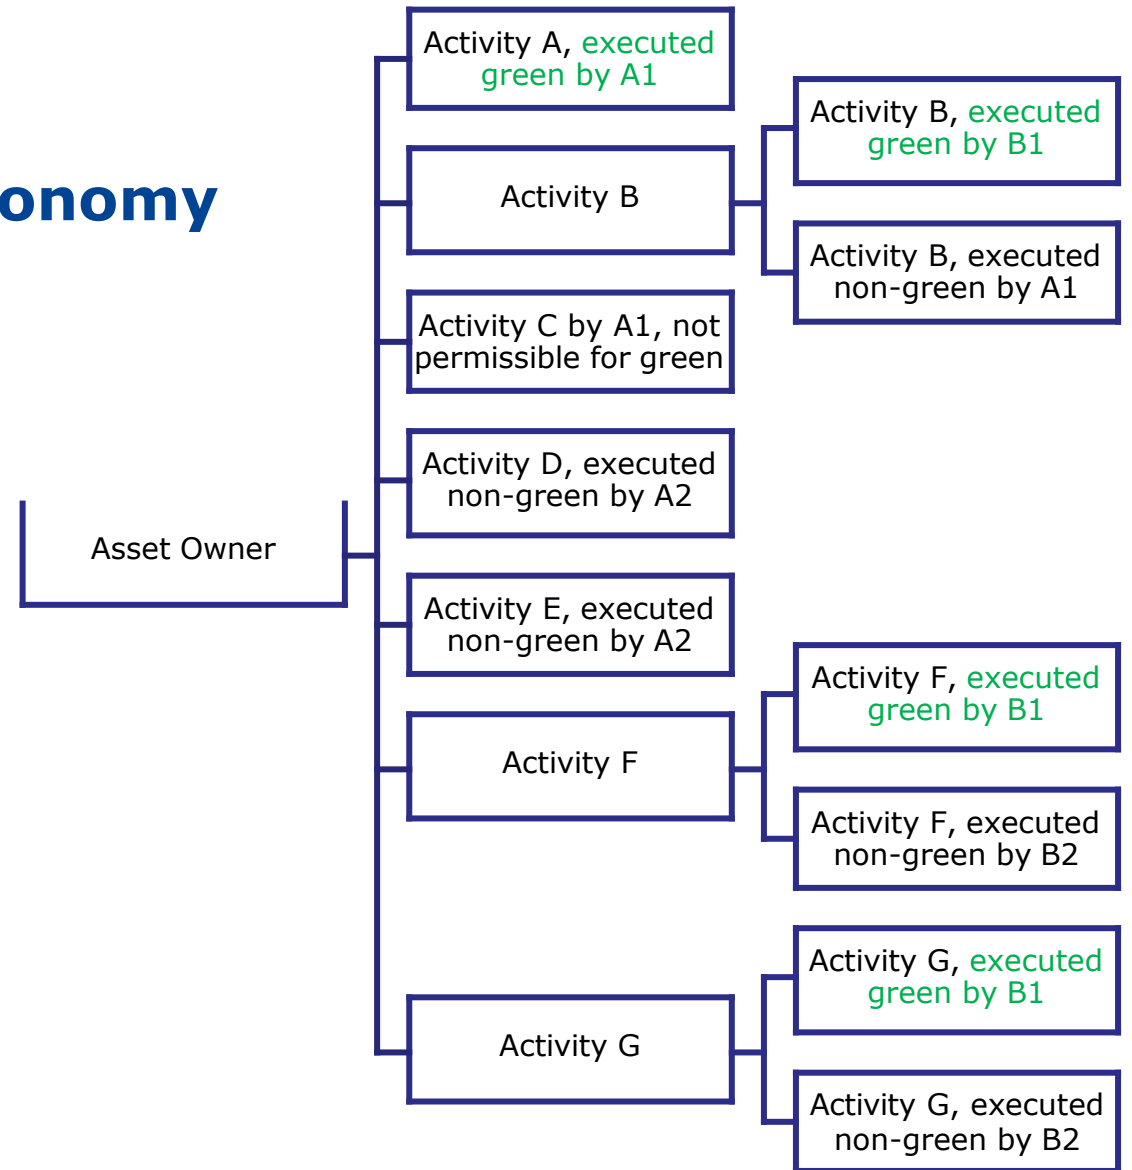 onomy
Asset Owner
Activity A, executed
green by A1
Activity B
Activity B, executed
green by B1
Activity B, executed
non-green by A1
Activity C by A1, not
permissible for green
Activity D, executed
non-green by A2
Activity E, executed
non-green by A2
Activity F
Activity F, executed
green by B1
Activity F, executed
non-green by B2
Activity G
Activity G, executed
green by B1
Activity G, executed
non-green by B2